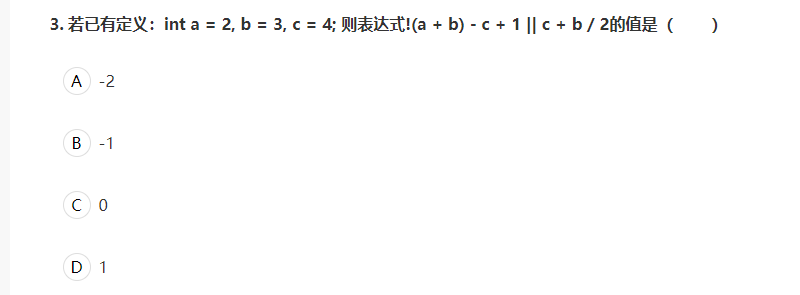 3. 若已有定义：int a = 2, b = 3, c = 4; 则表达式!(a + b) - c + 1 || c + b / 2的值是（　　）
A -2
B -1
C 0
D 1